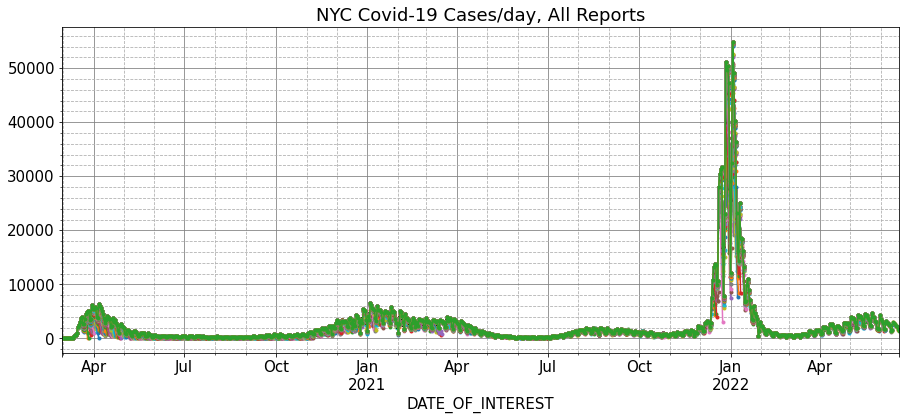 NYC Covid-19 Cases/day, All Reports
50000
40000
30000
20000
10000
0
Apr Jul Oct Jan Apr Jul Oct Jan Apr
2021 2022
DATE_OF_INTEREST